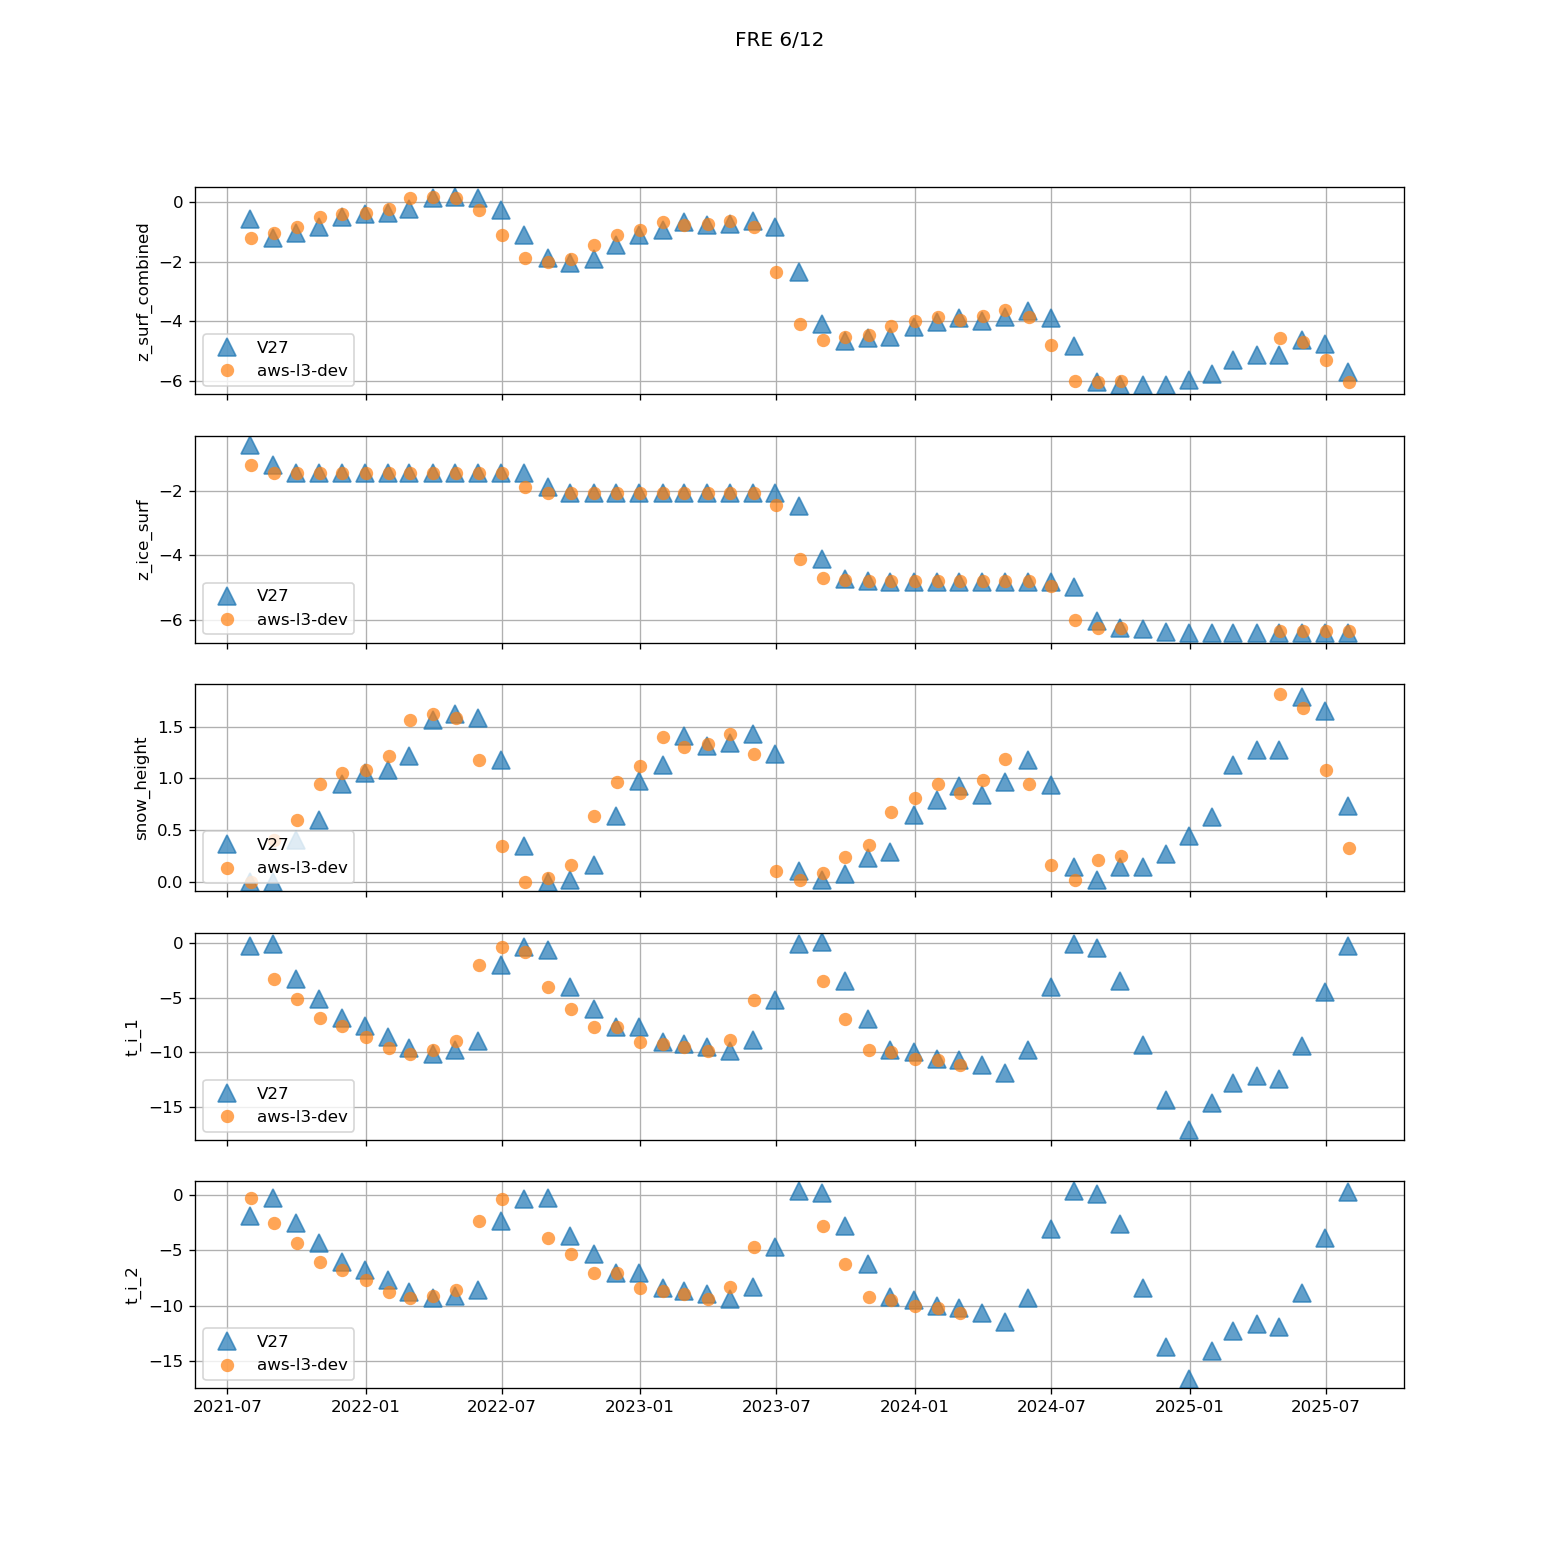 FRE 6/12
z_surf_combined
0
−2
−4
−6
V27
aws-l3-dev
z_ice_surf
−2
−4
−6
V27
aws-l3-dev
snow_height
1.5
1.0
0.5
0.0
V27
aws-l3-dev
t_i_1
0
−5
−10
−15
V27
aws-l3-dev
t_i_2
0
−5
−10
−15
V27
aws-l3-dev
2021-07 2022-01 2022-07 2023-01 2023-07 2024-01 2024-07 2025-01 2025-07